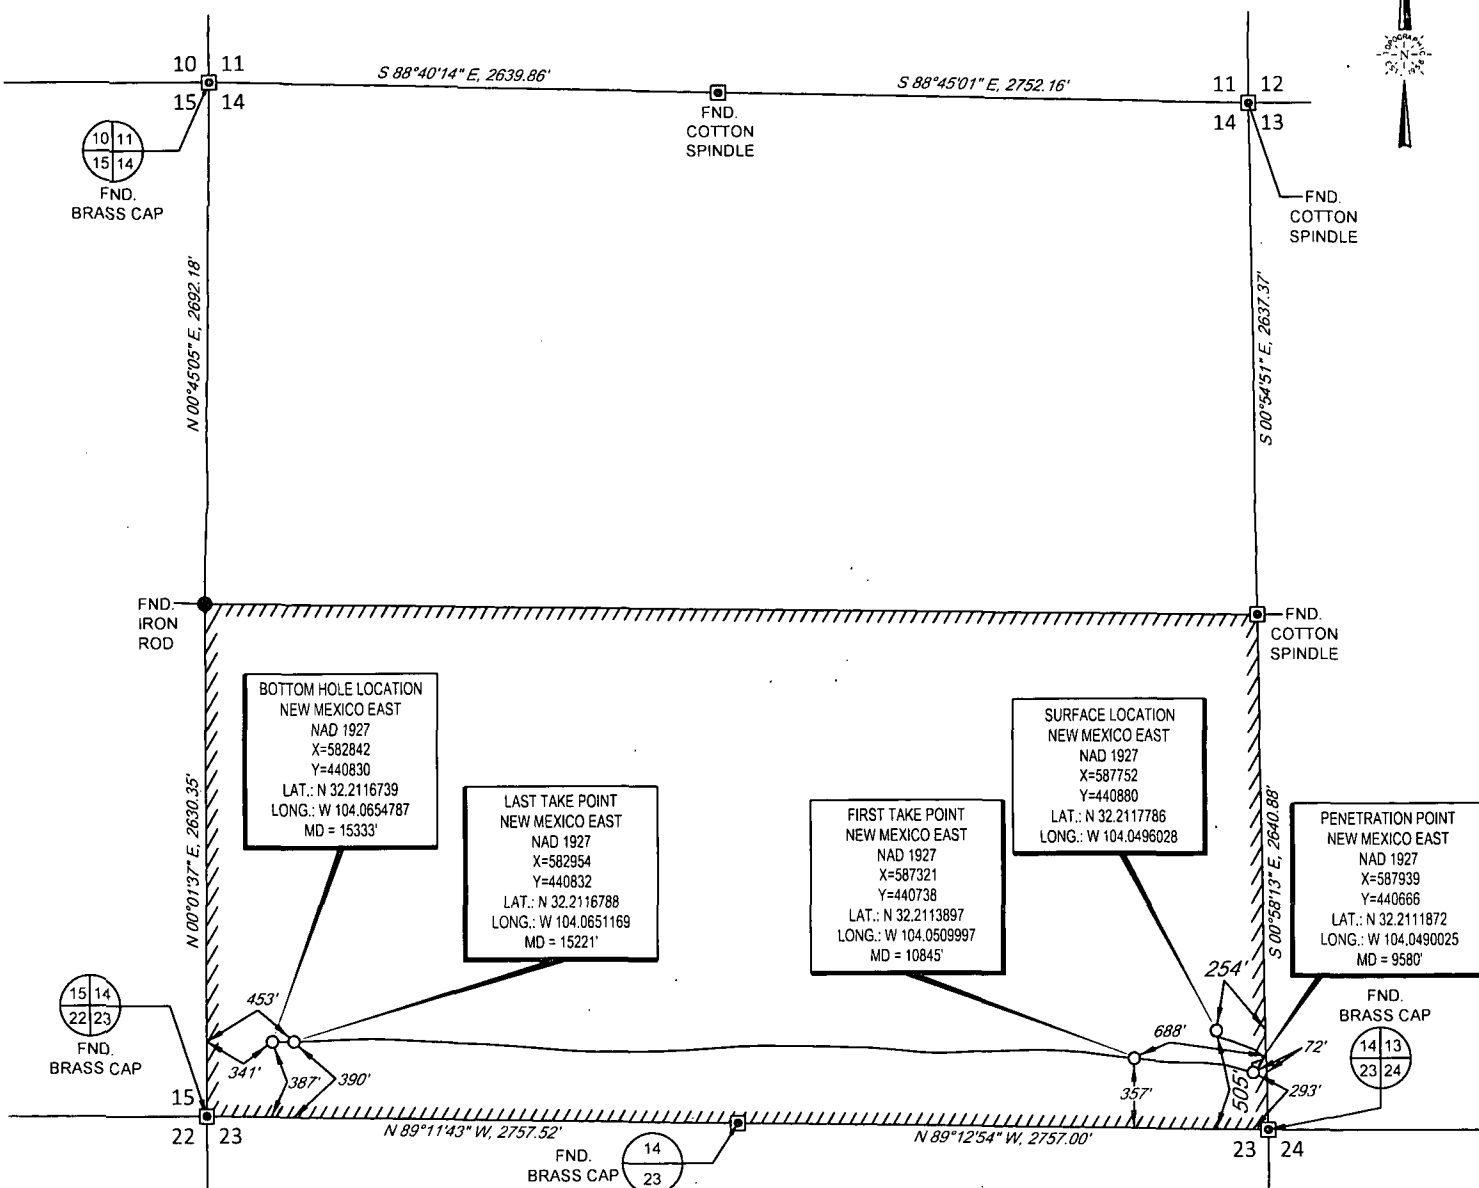 10 11
15 14
S 88°40'14" E, 2639.86'
S 88°45'01" E, 2752.16'
11 12
14 13
TOPOGRAPHIC
N
EST. 1958
FND.
COTTON
SPINDLE
10 11
15 14
FND.
BRASS CAP
FND.
COTTON
SPINDLE
N 00°45'05" E, 2692.18'
S 00°54'51" E, 2637.37'
FND.
IRON
ROD
FND.
COTTON
SPINDLE
BOTTOM HOLE LOCATION
NEW MEXICO EAST
NAD 1927
X=582842
Y=440830
LAT.: N 32.2116739
LONG.: W 104.0654787
MD = 15333'
LAST TAKE POINT
NEW MEXICO EAST
NAD 1927
X=582954
Y=440832
LAT.: N 32.2116788
LONG.: W 104.0651169
MD = 15221'
FIRST TAKE POINT
NEW MEXICO EAST
NAD 1927
X=587321
Y=440738
LAT.: N 32.2113897
LONG.: W 104.0509997
MD = 10845'
SURFACE LOCATION
NEW MEXICO EAST
NAD 1927
X=587752
Y=440880
LAT.: N 32.2117786
LONG.: W 104.0496028
PENETRATION POINT
NEW MEXICO EAST
NAD 1927
X=587939
Y=440666
LAT.: N 32.2111872
LONG.: W 104.0490025
MD = 9580'
N 00°01'37" E, 2630.35'
S 00°58'13" E, 2640.88'
15 14
22 23
FND.
BRASS CAP
453'
341'
387'
390'
254'
688'
72'
357'
505'
293'
FND.
BRASS CAP
14 13
23 24
15
22 23
N 89°11'43" W, 2757.52'
N 89°12'54" W, 2757.00'
23 24
FND.
BRASS CAP
14
23